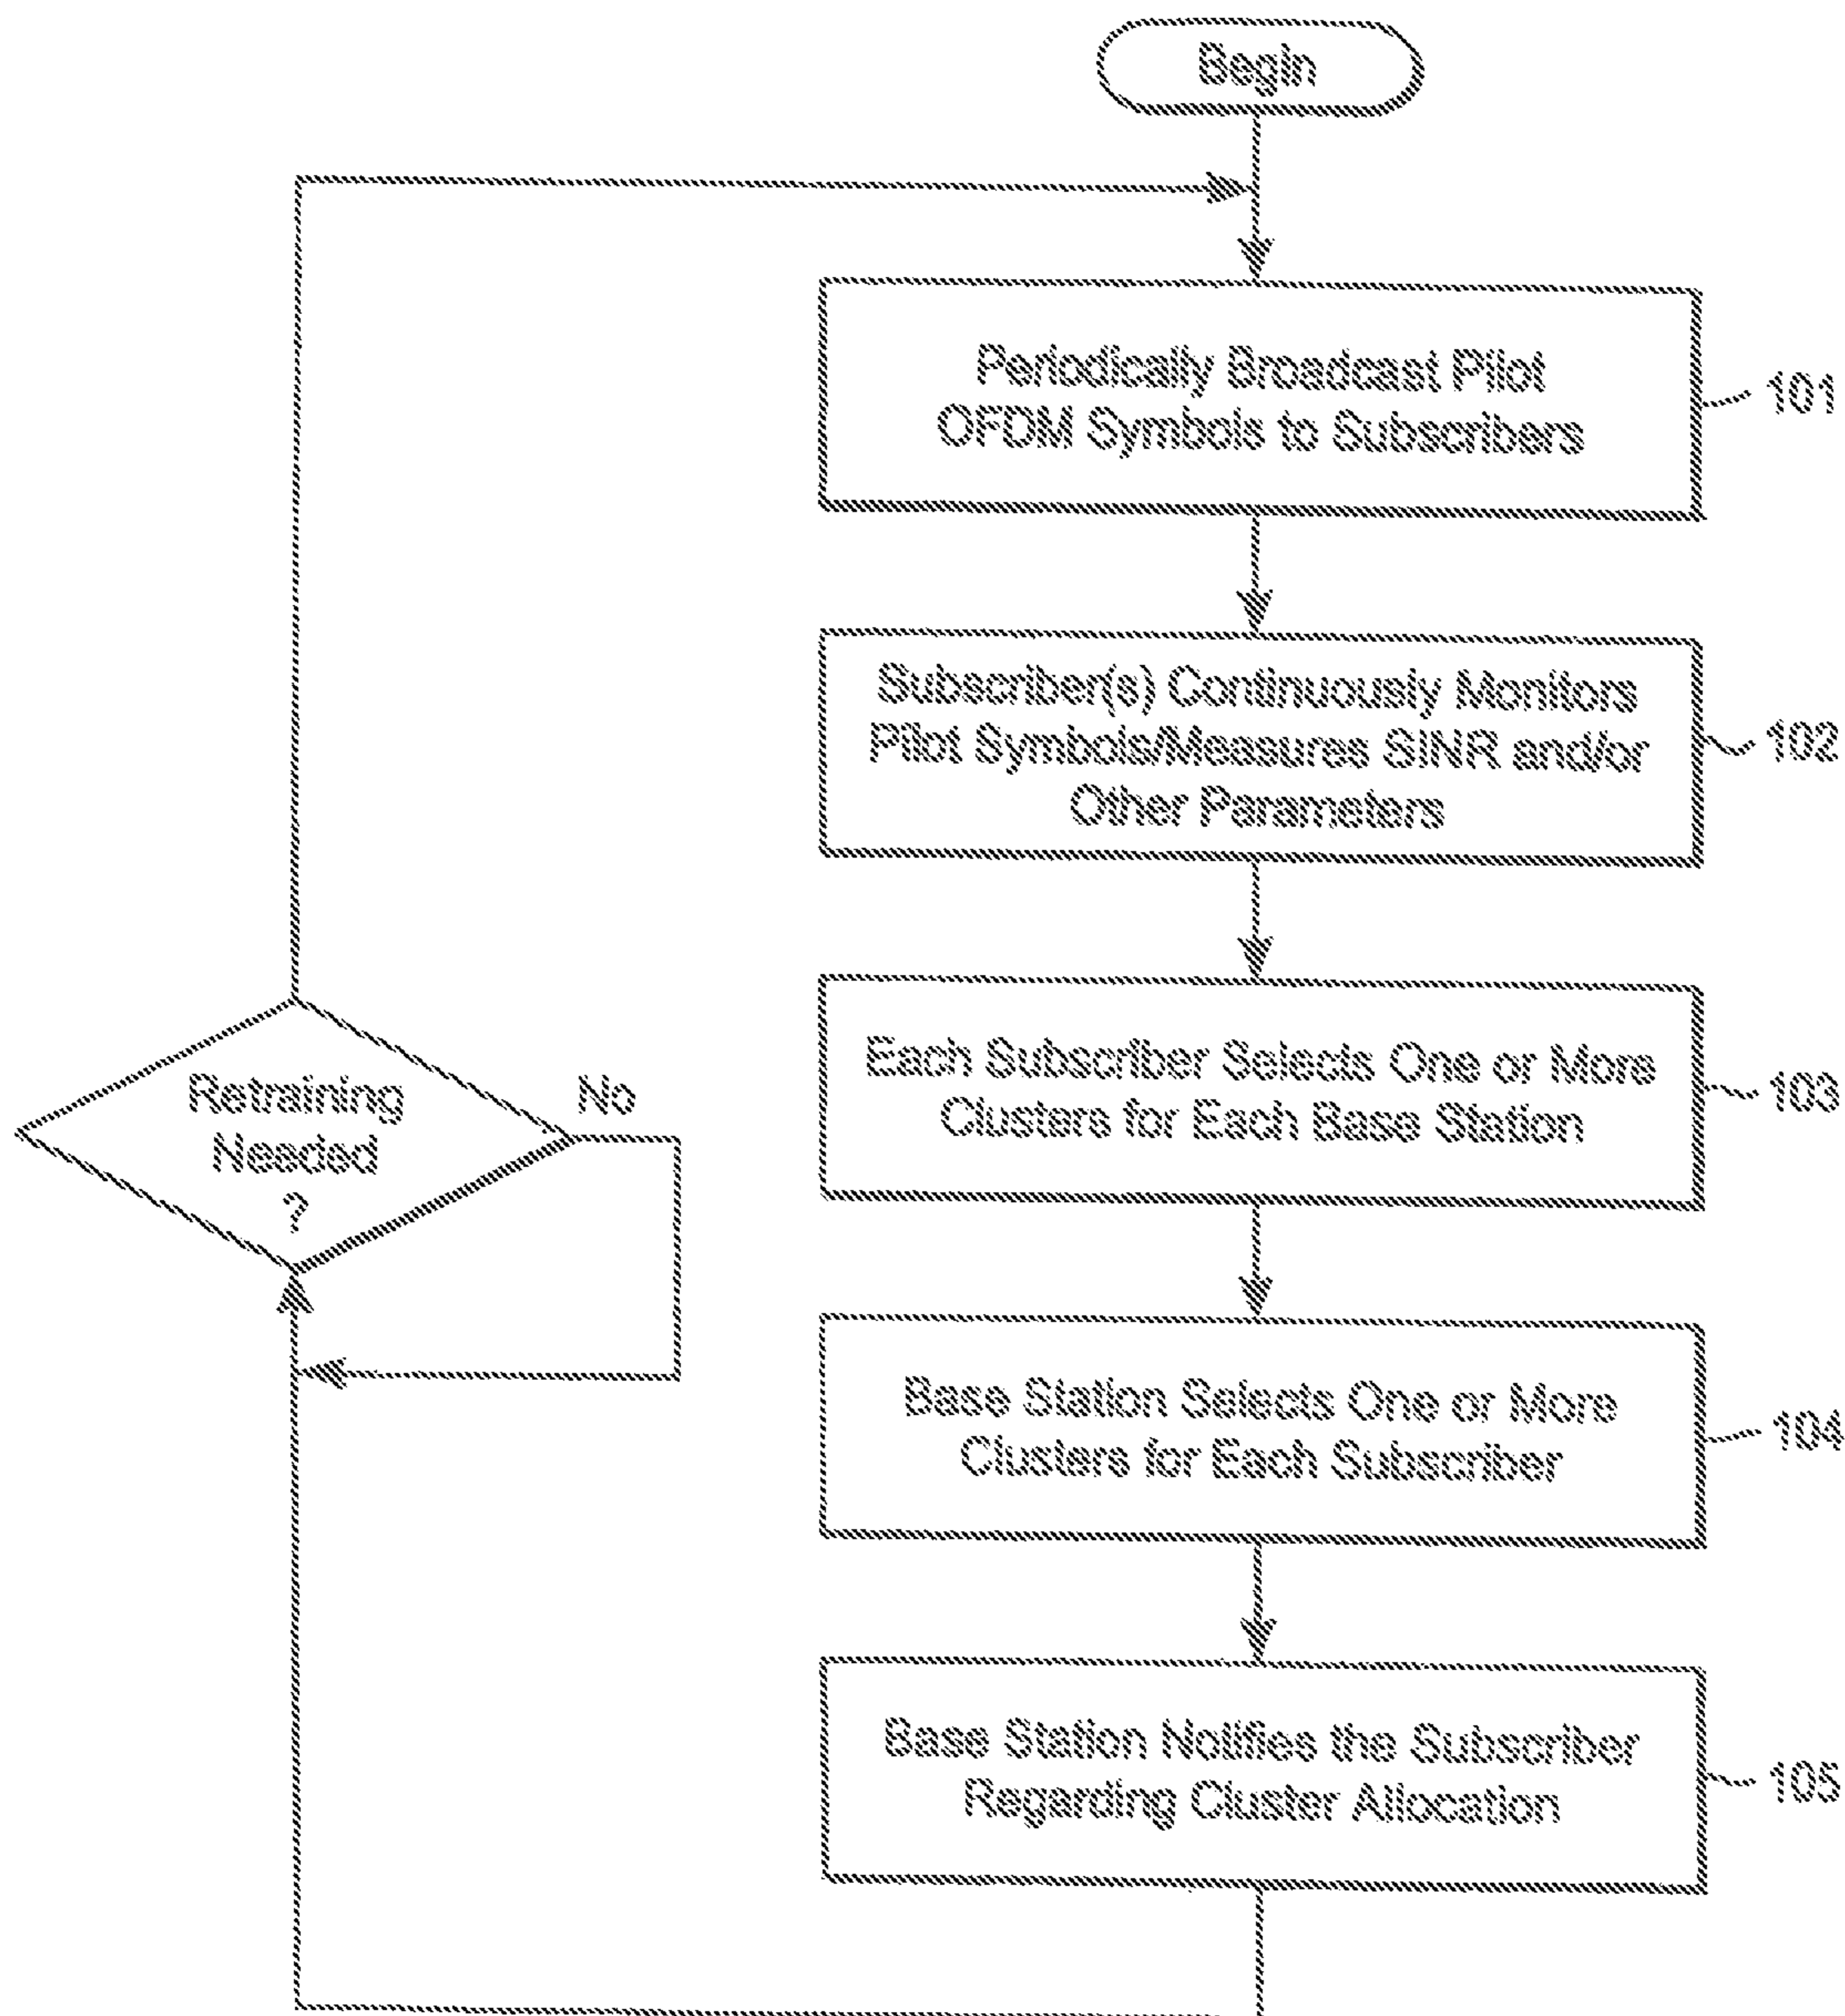 Begin
Periodically Broadcast Pilot
OFDM Symbols to Subscribers
101
Subscriber(s) Continuously Monitors
Pilot Symbols/Measures SINR and/or
Other Parameters
102
Each Subscriber Selects One or More
Clusters for Each Base Station
103
Retraining
Needed
?
No
Base Station Selects One or More
Clusters for Each Subscriber
104
Base Station Notifies the Subscriber
Regarding Cluster Allocation
105